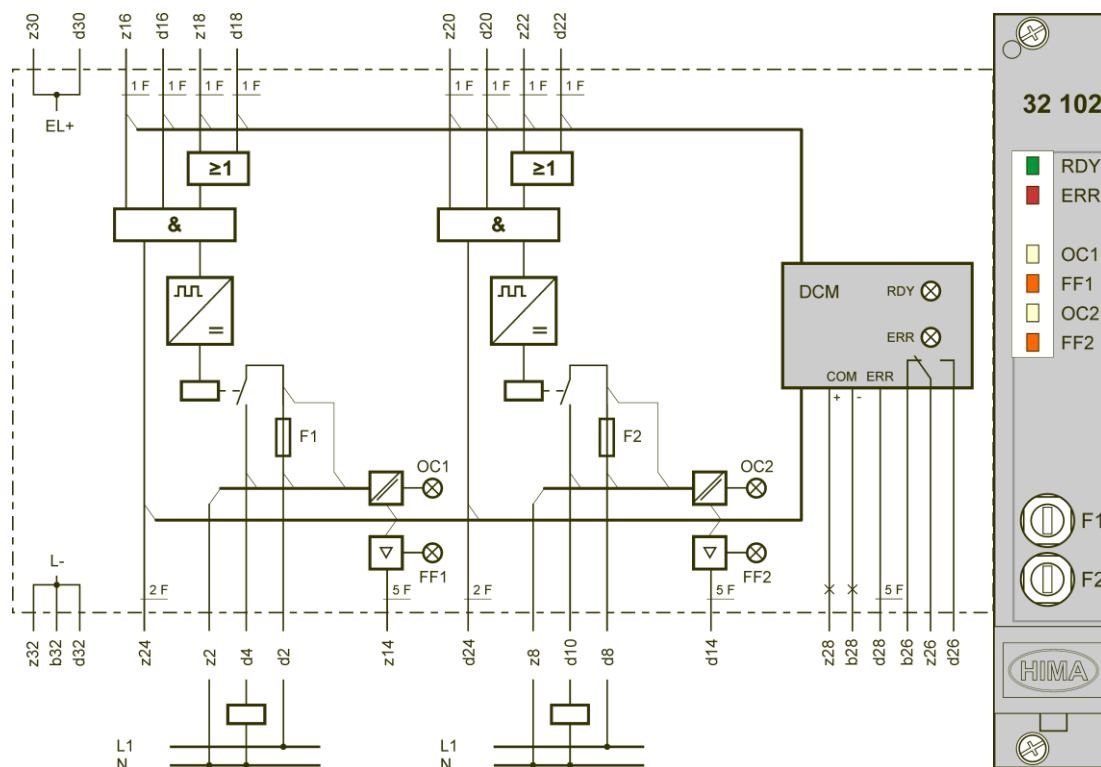 z30 d30 z16 d16 z18 d18 z20 d20 z22 d22
1 F 1 F 1 F 1 F 1 F 1 F 1 F 1 F
EL+
32 102
≥1 ≥1
RDY
ERR
& &
OC1
FF1
OC2
FF2
DCM RDY
ERR
COM ERR
+ -
F1 F2
OC1 OC2
F1
FF1 FF2
F2
L-
2 F 5 F 2 F 5 F 5 F
z32 b32 d32 z24 z2 d4 d2 z14 d24 z8 d10 d8 d14 z28 b28 d28 b26 z26 d26
HIMA
L1 L1
N N